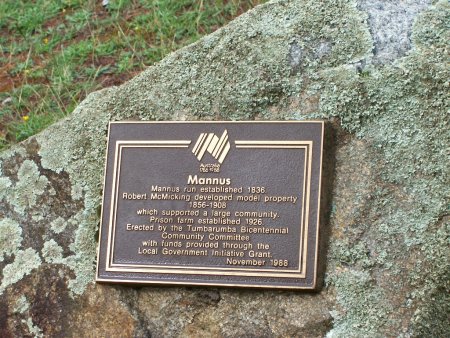 Australia
1788-1988
Mannus
Mannus run established 1836.
Robert McMicking developed model property
1856-1908
which supported a large community.
Prison farm established 1926.
Erected by the Tumbarumba Bicentennial
Community Committee
with funds provided through the
Local Government Initiative Grant.
November 1988